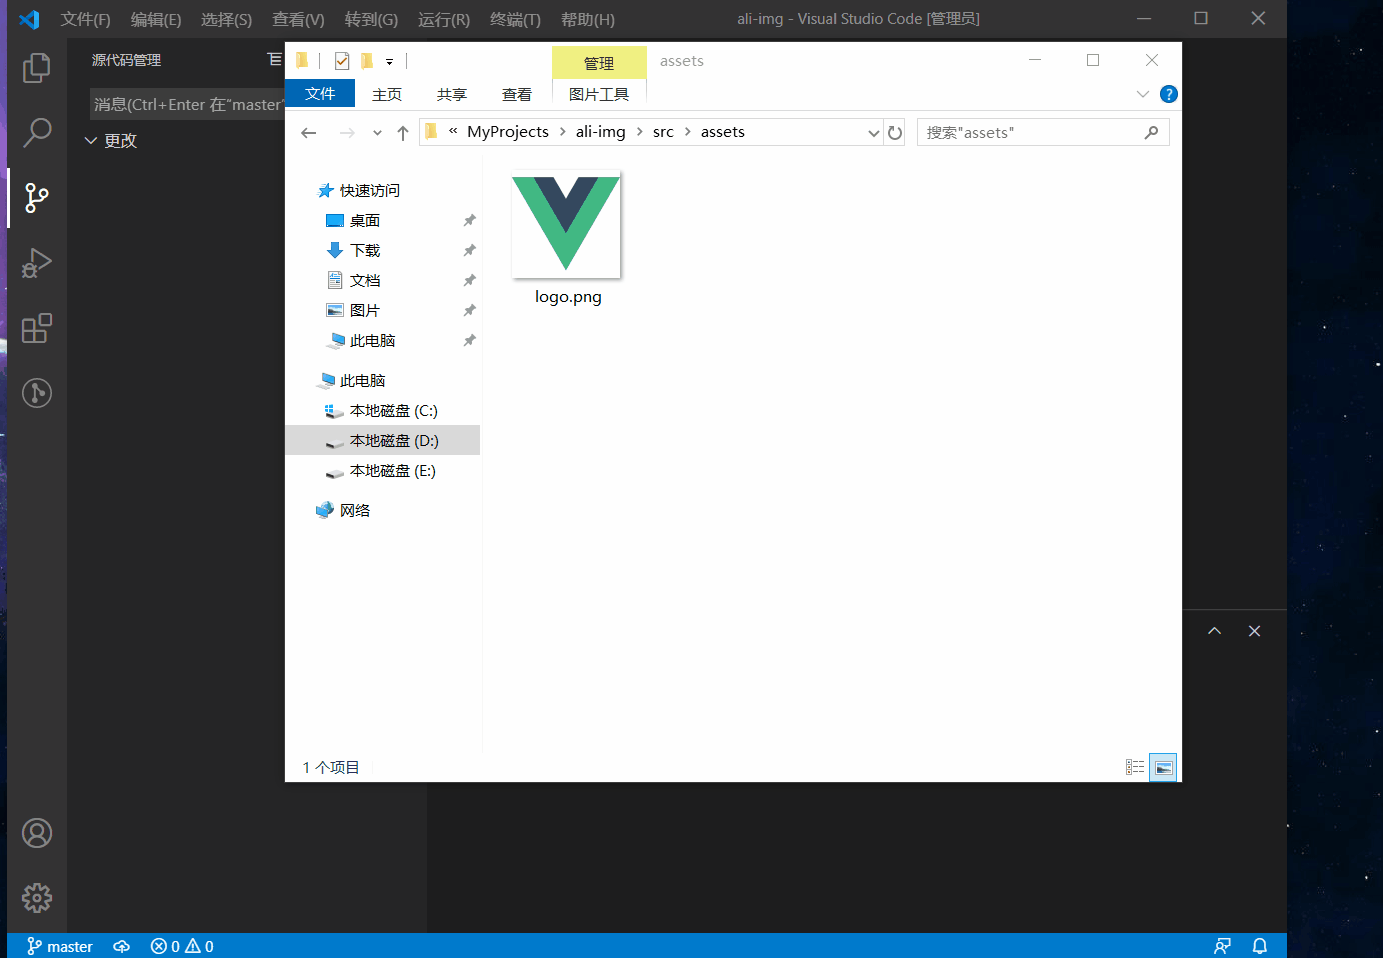 文件(F) 编辑(E) 选择(S) 查看(V) 转到(G) 运行(R) 终端(T) 帮助(H) ali-img - Visual Studio Code [管理员]
源代码管理
消息(Ctrl+Enter 在“master”
更改
管理 assets
文件 主页 共享 查看 图片工具
« MyProjects > ali-img > src > assets 搜索"assets"
快速访问
桌面
下载
文档
图片
此电脑
此电脑
本地磁盘 (C:)
本地磁盘 (D:)
本地磁盘 (E:)
网络
logo.png
1 个项目
master 0 0